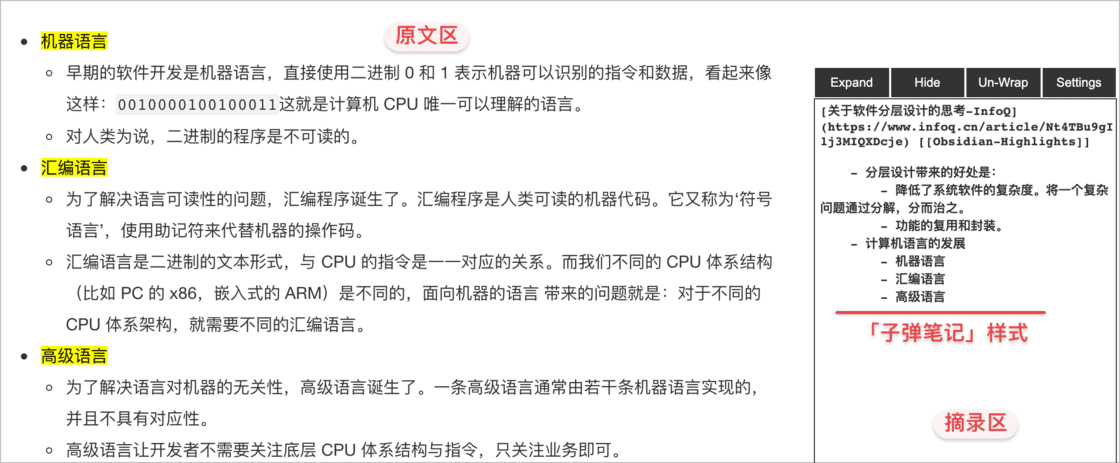 机器语言
原文区
早期的软件开发是机器语言，直接使用二进制 0 和 1 表示机器可以识别的指令和数据，看起来像
这样：0010000100100011这就是计算机 CPU 唯一可以理解的语言。
对人类为说，二进制的程序是不可读的。
汇编语言
为了解决语言可读性的问题，汇编程序诞生了。汇编程序是人类可读的机器代码。它又称为‘符号
语言’，使用助记符来代替机器的操作码。
汇编语言是二进制的文本形式，与 CPU 的指令是一一对应的关系。而我们不同的 CPU 体系结构
（比如 PC 的 x86，嵌入式的 ARM）是不同的，面向机器的语言 带来的问题就是：对于不同的
CPU 体系架构，就需要不同的汇编语言。
高级语言
为了解决语言对机器的无关性，高级语言诞生了。一条高级语言通常由若干条机器语言实现的，
并且不具有对应性。
高级语言让开发者不需要关注底层 CPU 体系结构与指令，只关注业务即可。
Expand Hide Un-Wrap Settings
[关于软件分层设计的思考-InfoQ]
(https://www.infoq.cn/article/Nt4TBu9gI
lj3MIQXDcje) [[Obsidian-Highlights]]
- 分层设计带来的好处是：
- 降低了系统软件的复杂度。将一个复杂
问题通过分解，分而治之。
- 功能的复用和封装。
- 计算机语言的发展
- 机器语言
- 汇编语言
- 高级语言
「子弹笔记」样式
摘录区